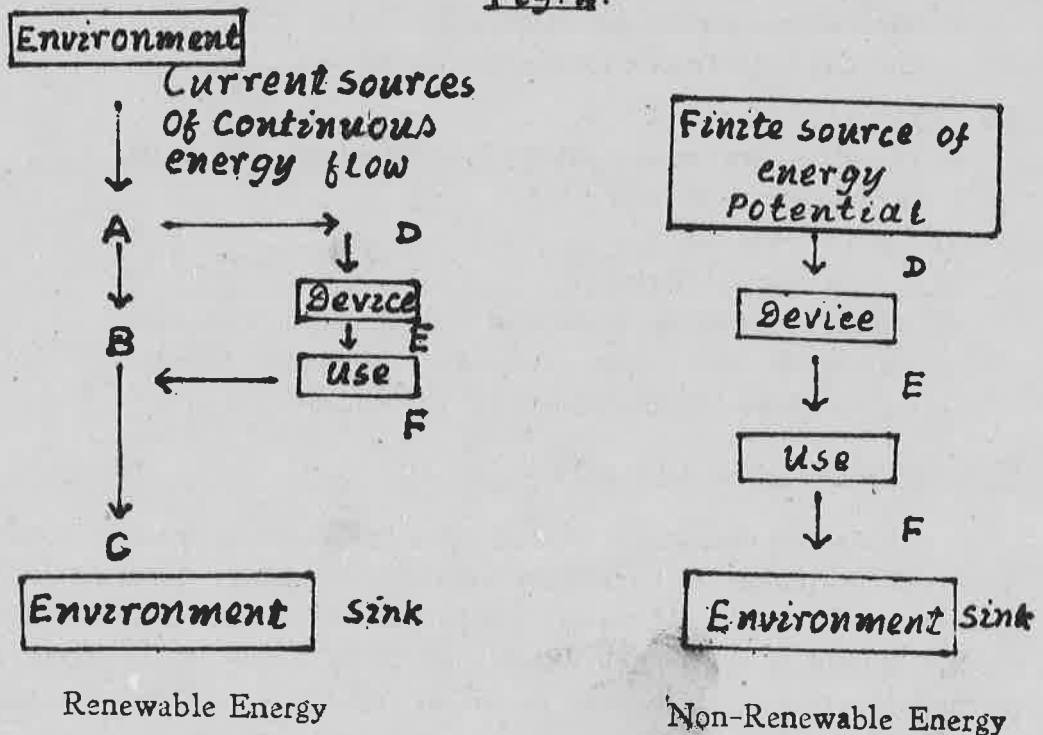 Environment
Current Sources
Of Continuous
energy flow
A
D
Device
E
B
Use
F
C
Environment
Sink
Renewable Energy
Finite source of
energy
Potential
D
Device
E
Use
F
Environment
Sink
Non-Renewable Energy